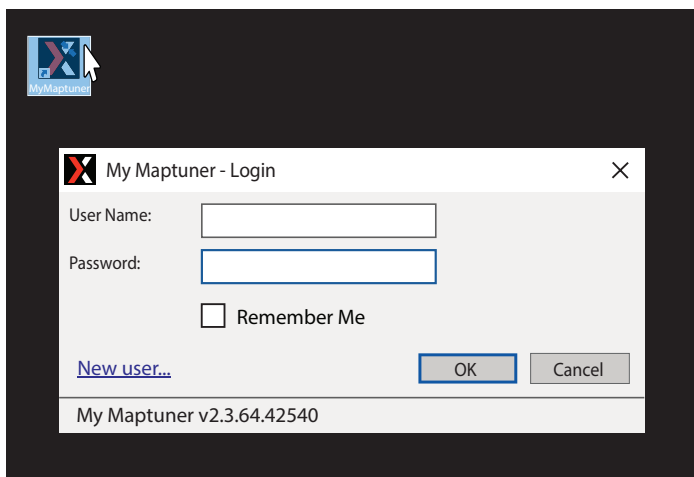 MyMaptuner
My Maptuner - Login
User Name:
Password:
Remember Me
New user...
OK
Cancel
My Maptuner v2.3.64.42540